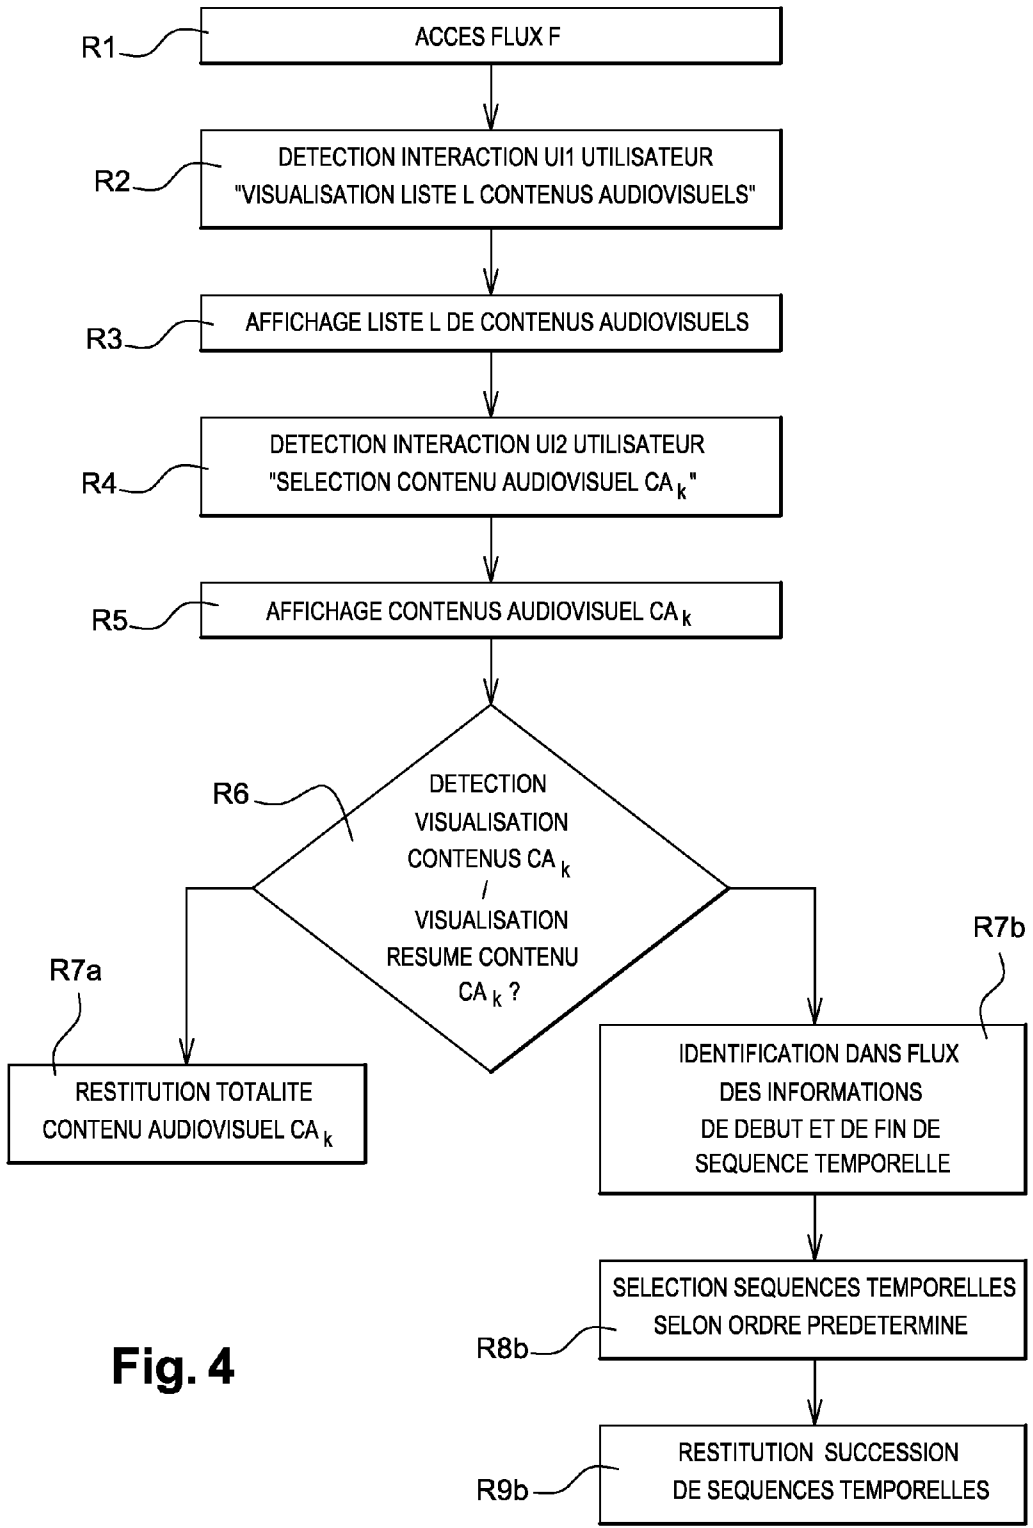 R1
ACCES FLUX F
R2
DETECTION INTERACTION UI1 UTILISATEUR
"VISUALISATION LISTE L CONTENUS AUDIOVISUELS"
R3
AFFICHAGE LISTE L DE CONTENUS AUDIOVISUELS
R4
DETECTION INTERACTION UI2 UTILISATEUR
"SELECTION CONTENU AUDIOVISUEL CA k"
R5
AFFICHAGE CONTENUS AUDIOVISUEL CA k
R6
DETECTION
VISUALISATION
CONTENUS CA k
/
VISUALISATION
RESUME CONTENU
CA k ?
R7a
RESTITUTION TOTALITE
CONTENU AUDIOVISUEL CA k
R7b
IDENTIFICATION DANS FLUX
DES INFORMATIONS
DE DEBUT ET DE FIN DE
SEQUENCE TEMPORELLE
R8b
SELECTION SEQUENCES TEMPORELLES
SELON ORDRE PREDETERMINE
R9b
RESTITUTION SUCCESSION
DE SEQUENCES TEMPORELLES
Fig. 4